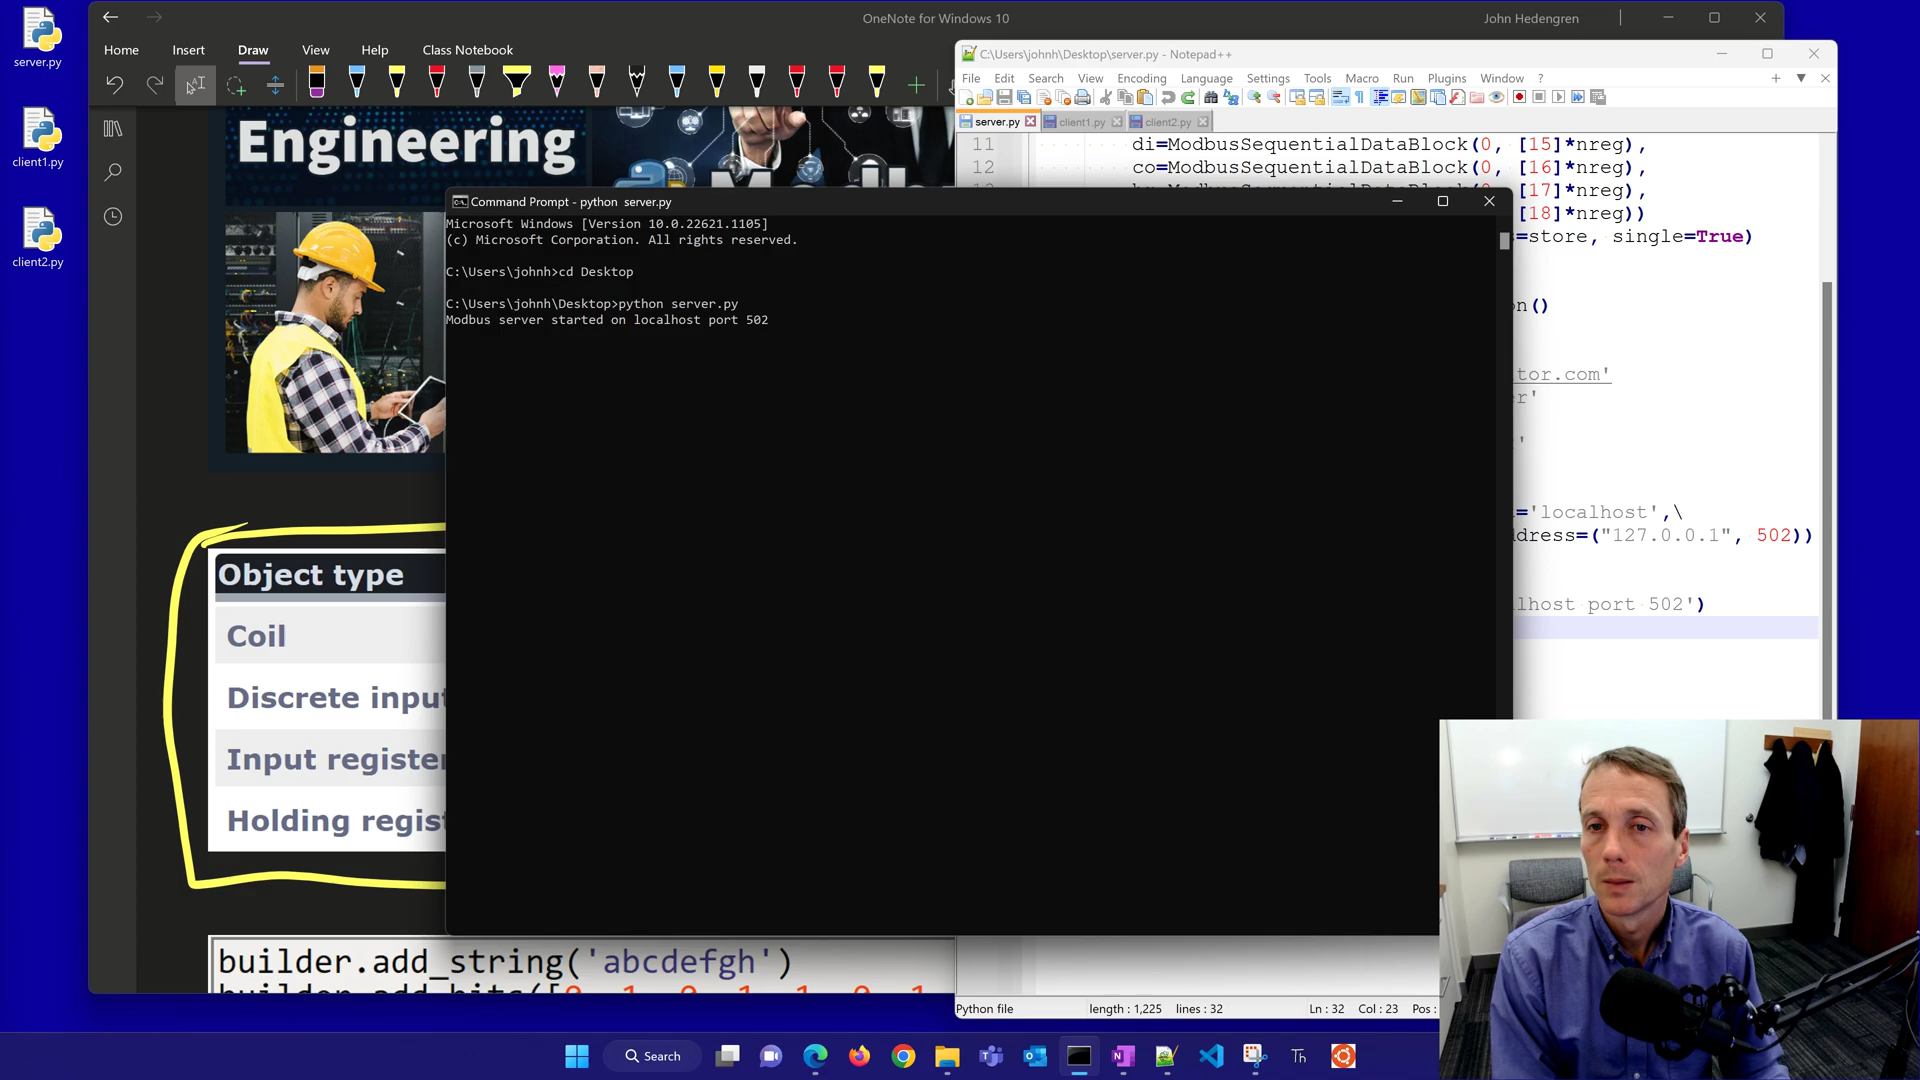 server.py
client1.py
client2.py
OneNote for Windows 10
John Hedengren
Home
Insert
Draw
View
Help
Class Notebook
Engineering
Object type
Coil
Discrete input
Input register
Holding regist
builder.add_string('abcdefgh')
C:\Users\johnh\Desktop\server.py - Notepad++
File Edit Search View Encoding Language Settings Tools Macro Run Plugins Window ?
server.py
client1.py
client2.py
11 di=ModbusSequentialDataBlock(0, [15]*nreg),
12 co=ModbusSequentialDataBlock(0, [16]*nreg),
[17]*nreg),
[18]*nreg))
=store, single=True)
on()
tor.com'
er'
='localhost',\
ddress=("127.0.0.1", 502))
lhost port 502')
Python file
length : 1,225
lines : 32
Ln : 32
Col : 23
Pos :
Command Prompt - python  server.py
Microsoft Windows [Version 10.0.22621.1105]
(c) Microsoft Corporation. All rights reserved.
C:\Users\johnh>cd Desktop
C:\Users\johnh\Desktop>python server.py
Modbus server started on localhost port 502
Search
Th